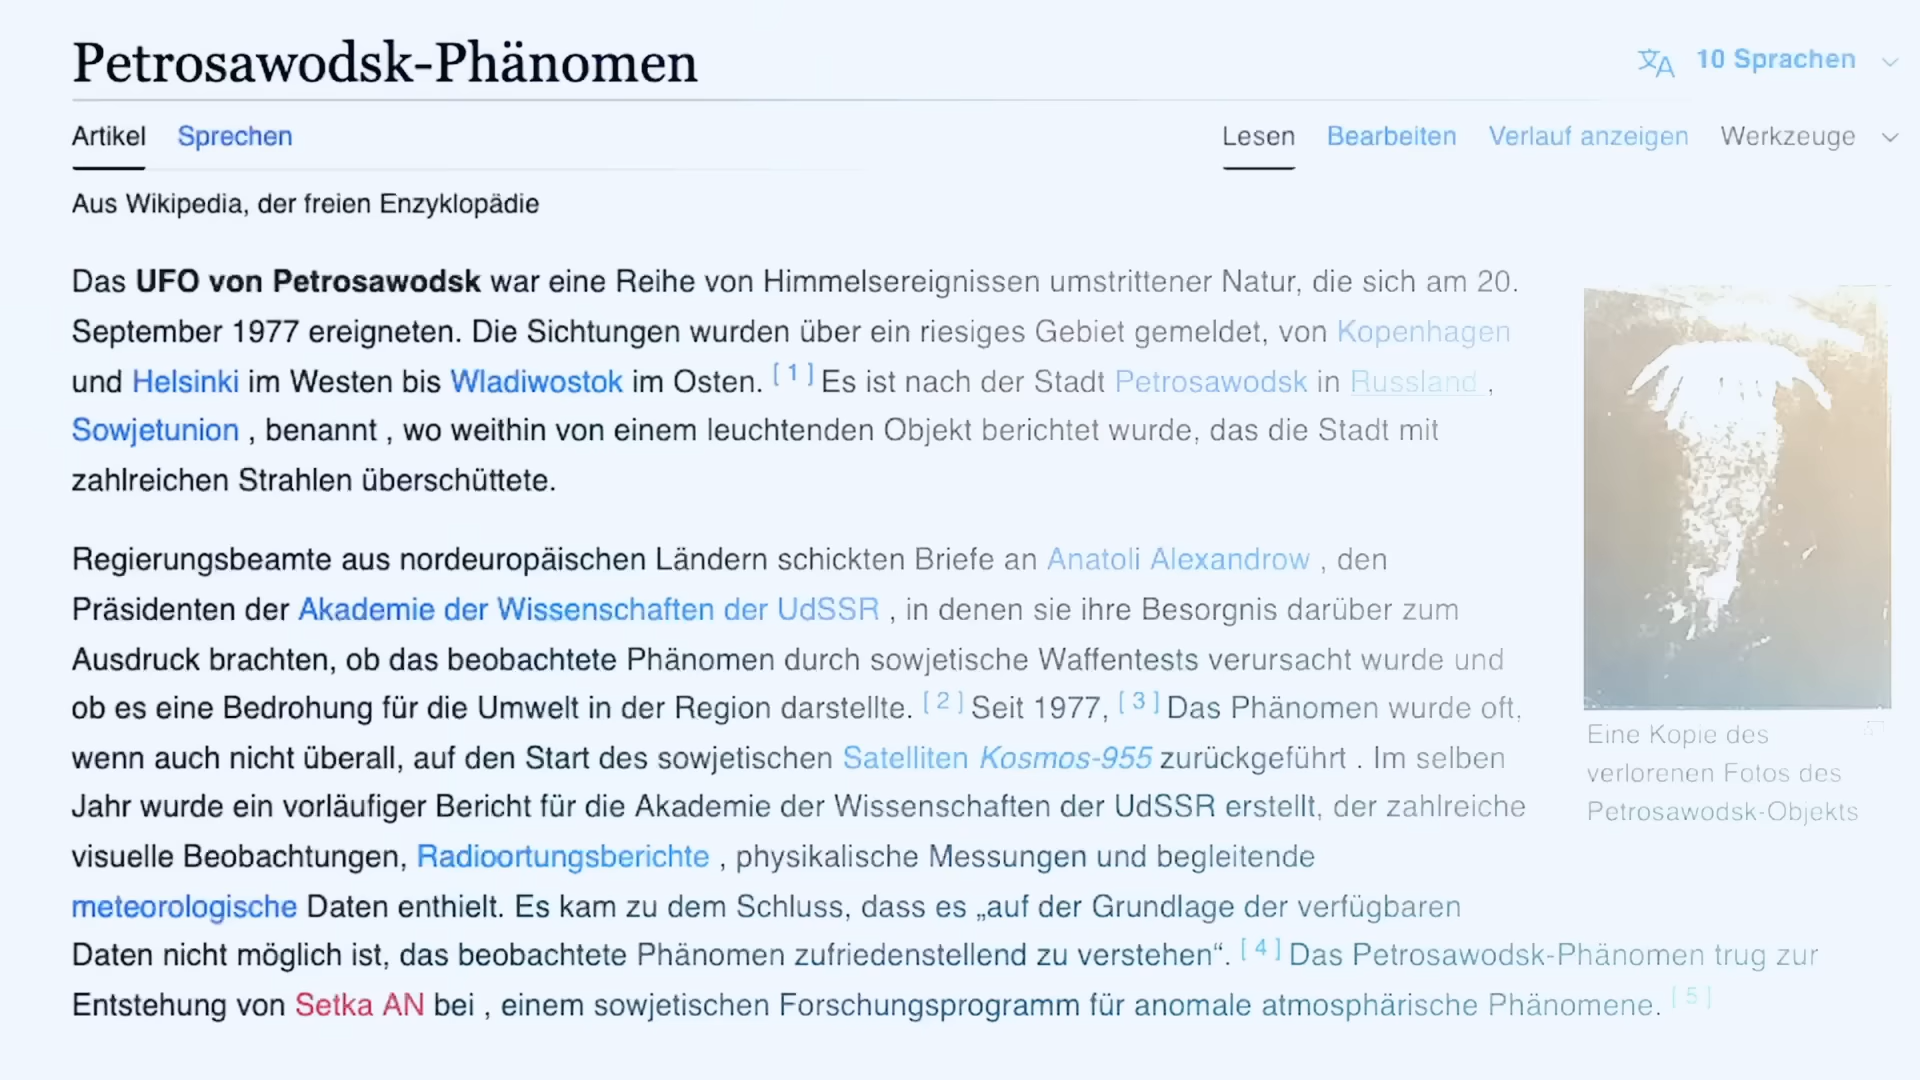 Petrosawodsk-Phänomen
10 Sprachen
Artikel Sprechen
Lesen Bearbeiten Verlauf anzeigen Werkzeuge
Aus Wikipedia, der freien Enzyklopädie
Das UFO von Petrosawodsk war eine Reihe von Himmelsereignissen umstrittener Natur, die sich am 20.
September 1977 ereigneten. Die Sichtungen wurden über ein riesiges Gebiet gemeldet, von Kopenhagen
und Helsinki im Westen bis Wladiwostok im Osten. [ 1 ] Es ist nach der Stadt Petrosawodsk in Russland ,
Sowjetunion , benannt , wo weithin von einem leuchtenden Objekt berichtet wurde, das die Stadt mit
zahlreichen Strahlen überschüttete.
Regierungsbeamte aus nordeuropäischen Ländern schickten Briefe an Anatoli Alexandrow , den
Präsidenten der Akademie der Wissenschaften der UdSSR , in denen sie ihre Besorgnis darüber zum
Ausdruck brachten, ob das beobachtete Phänomen durch sowjetische Waffentests verursacht wurde und
ob es eine Bedrohung für die Umwelt in der Region darstellte. [ 2 ] Seit 1977, [ 3 ] Das Phänomen wurde oft,
wenn auch nicht überall, auf den Start des sowjetischen Satelliten Kosmos-955 zurückgeführt . Im selben
Jahr wurde ein vorläufiger Bericht für die Akademie der Wissenschaften der UdSSR erstellt, der zahlreiche
visuelle Beobachtungen, Radioortungsberichte , physikalische Messungen und begleitende
meteorologische Daten enthielt. Es kam zu dem Schluss, dass es „auf der Grundlage der verfügbaren
Daten nicht möglich ist, das beobachtete Phänomen zufriedenstellend zu verstehen“. [ 4 ] Das Petrosawodsk-Phänomen trug zur
Entstehung von Setka AN bei , einem sowjetischen Forschungsprogramm für anomale atmosphärische Phänomene. [ 5 ]
Eine Kopie des
verlorenen Fotos des
Petrosawodsk-Objekts